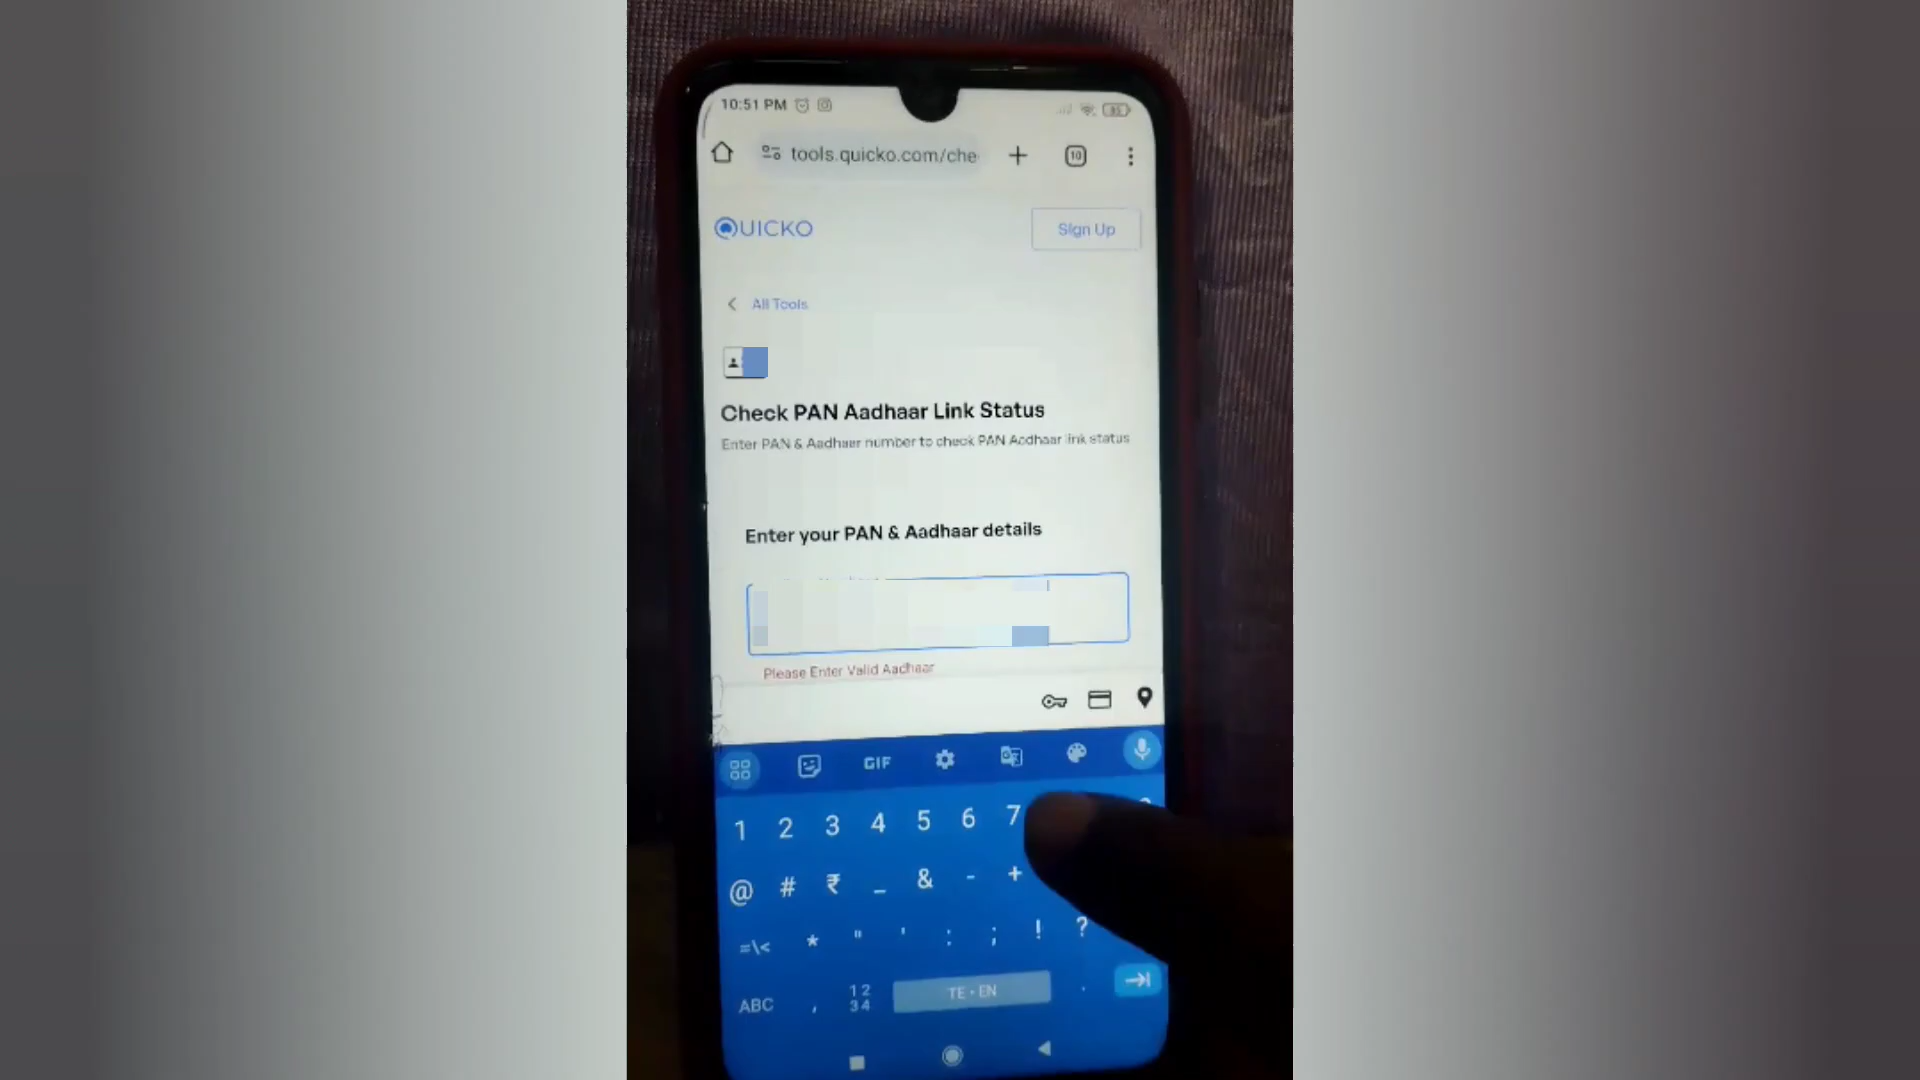 10:51 PM
tools.quicko.com/che
10
QUICKO
Sign Up
All Tools
Check PAN Aadhaar Link Status
Enter PAN & Aadhaar number to check PAN Aadhaar link status
Enter your PAN & Aadhaar details
Please Enter Valid Aadhaar
GIF
1 2 3 4 5 6 7
@ # ₹ _ & - +
=\< * " ' : ; ! ?
ABC , 12 34 TE • EN .